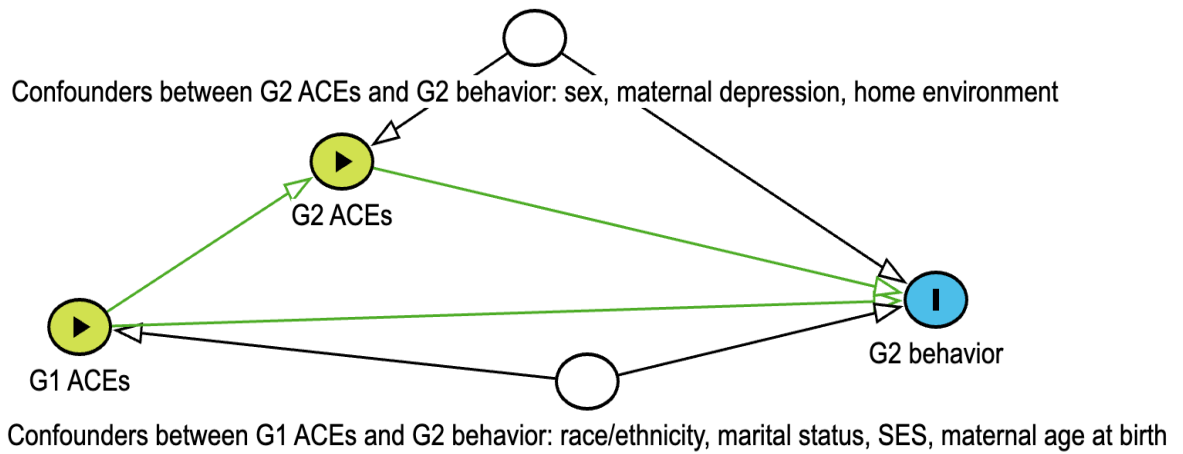 Confounders between G2 ACEs and G2 behavior: sex, maternal depression, home environment
G2 ACEs
G2 behavior
G1 ACEs
Confounders between G1 ACEs and G2 behavior: race/ethnicity, marital status, SES, maternal age at birth